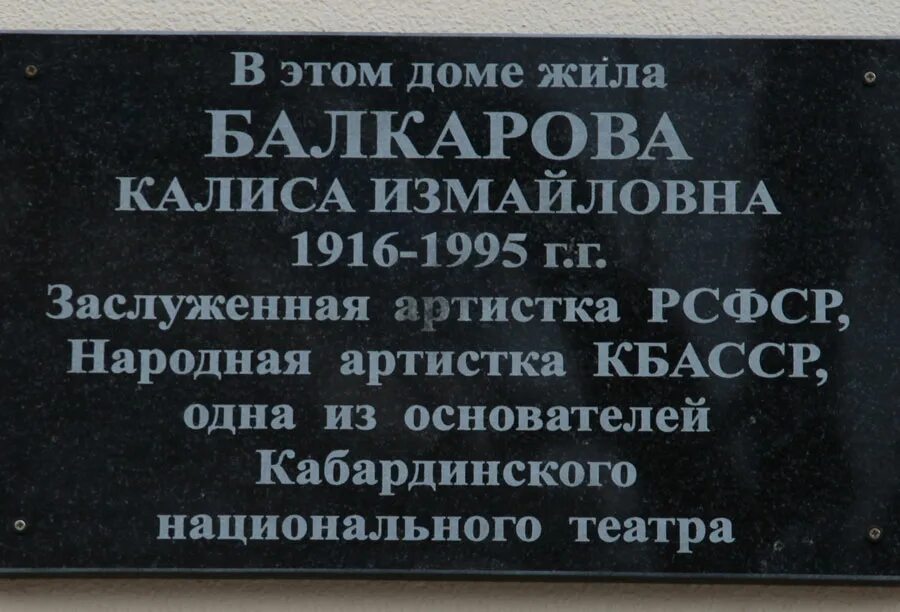 В этом доме жила
БАЛКАРОВА
КАЛИСА ИЗМАЙЛОВНА
1916-1995 г.г.
Заслуженная артистка РСФСР,
Народная артистка КБАССР,
одна из основателей
Кабардинского
национального театра